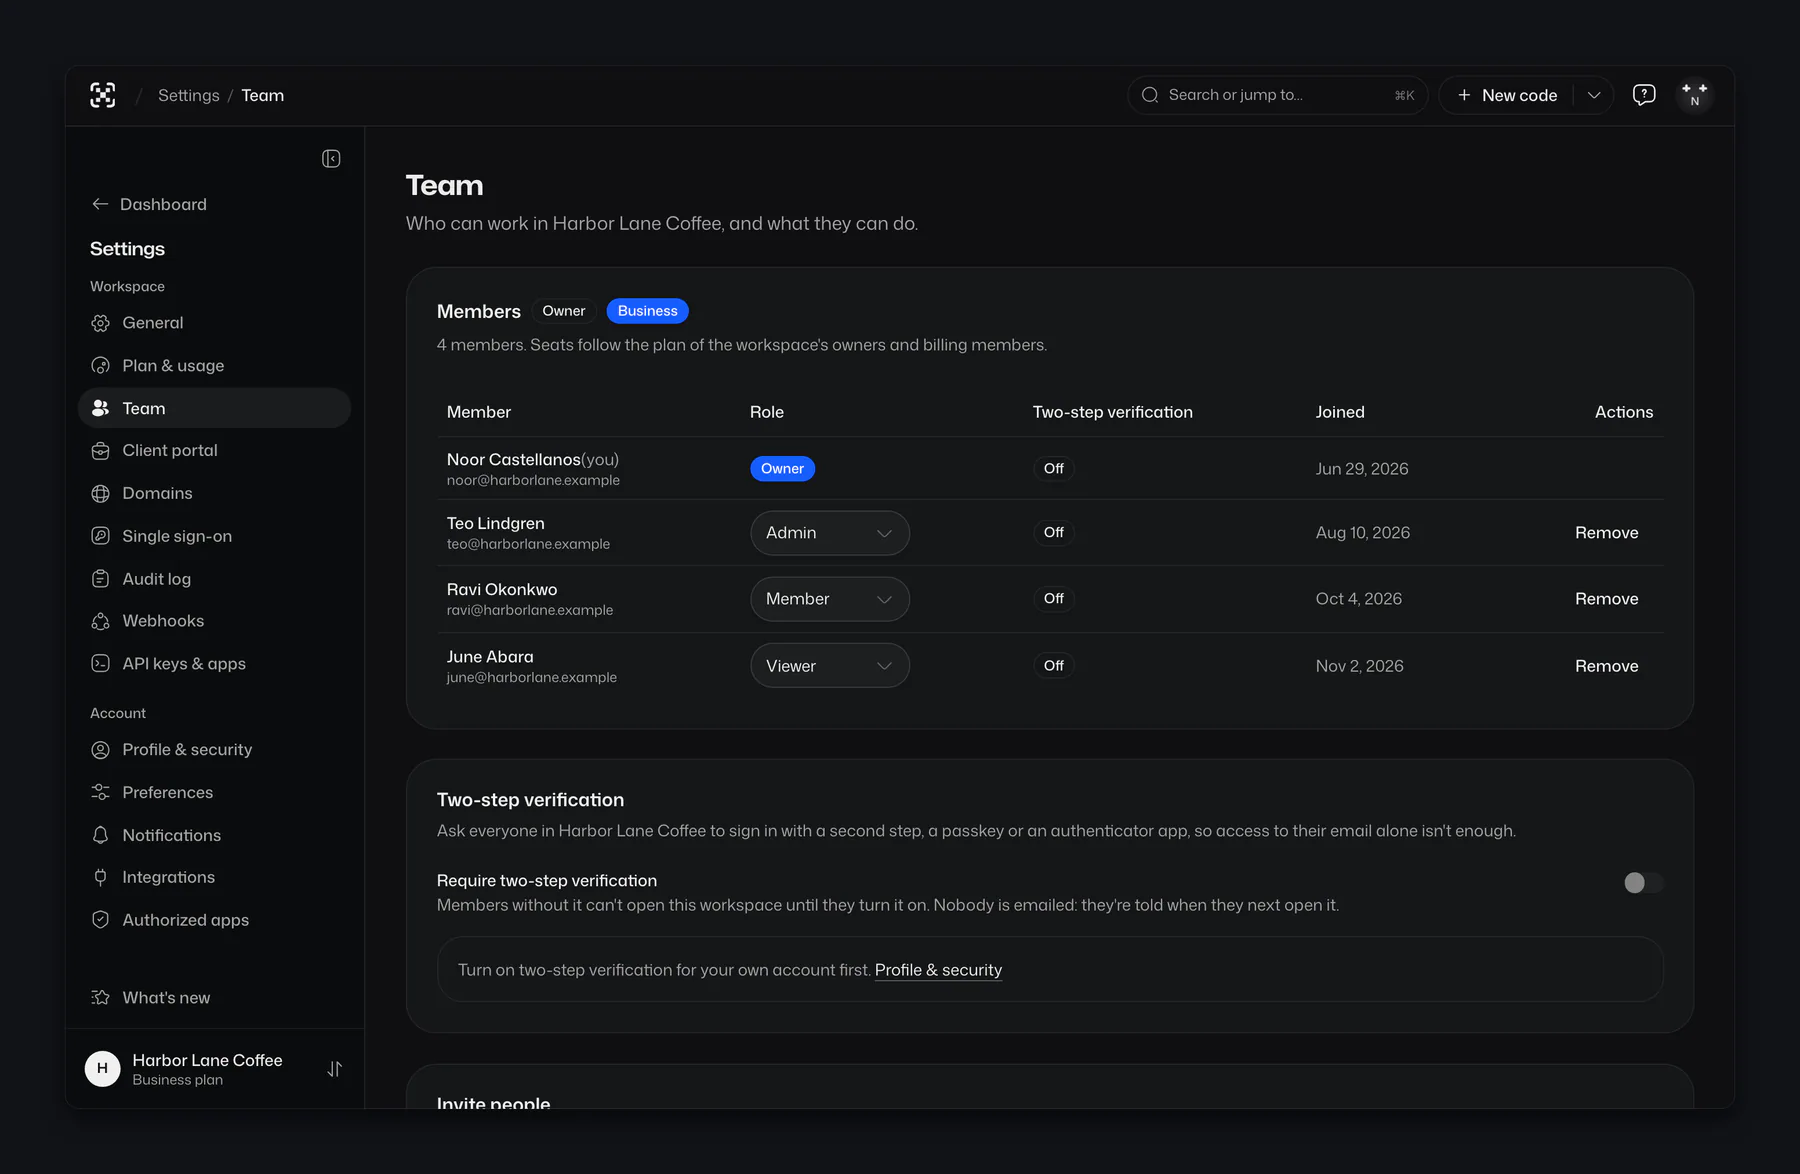 Settings / Team
Search or jump to...
⌘K
New code
N
Dashboard
Settings
Workspace
General
Plan & usage
Team
Client portal
Domains
Single sign-on
Audit log
Webhooks
API keys & apps
Account
Profile & security
Preferences
Notifications
Integrations
Authorized apps
What's new
H
Harbor Lane Coffee
Business plan
Team
Who can work in Harbor Lane Coffee, and what they can do.
Members Owner Business
4 members. Seats follow the plan of the workspace's owners and billing members.
Member Role Two-step verification Joined Actions
Noor Castellanos(you)
noor@harborlane.example
Owner Off Jun 29, 2026
Teo Lindgren
teo@harborlane.example
Admin Off Aug 10, 2026 Remove
Ravi Okonkwo
ravi@harborlane.example
Member Off Oct 4, 2026 Remove
June Abara
june@harborlane.example
Viewer Off Nov 2, 2026 Remove
Two-step verification
Ask everyone in Harbor Lane Coffee to sign in with a second step, a passkey or an authenticator app, so access to their email alone isn't enough.
Require two-step verification
Members without it can't open this workspace until they turn it on. Nobody is emailed: they're told when they next open it.
Turn on two-step verification for your own account first. Profile & security
Invite people